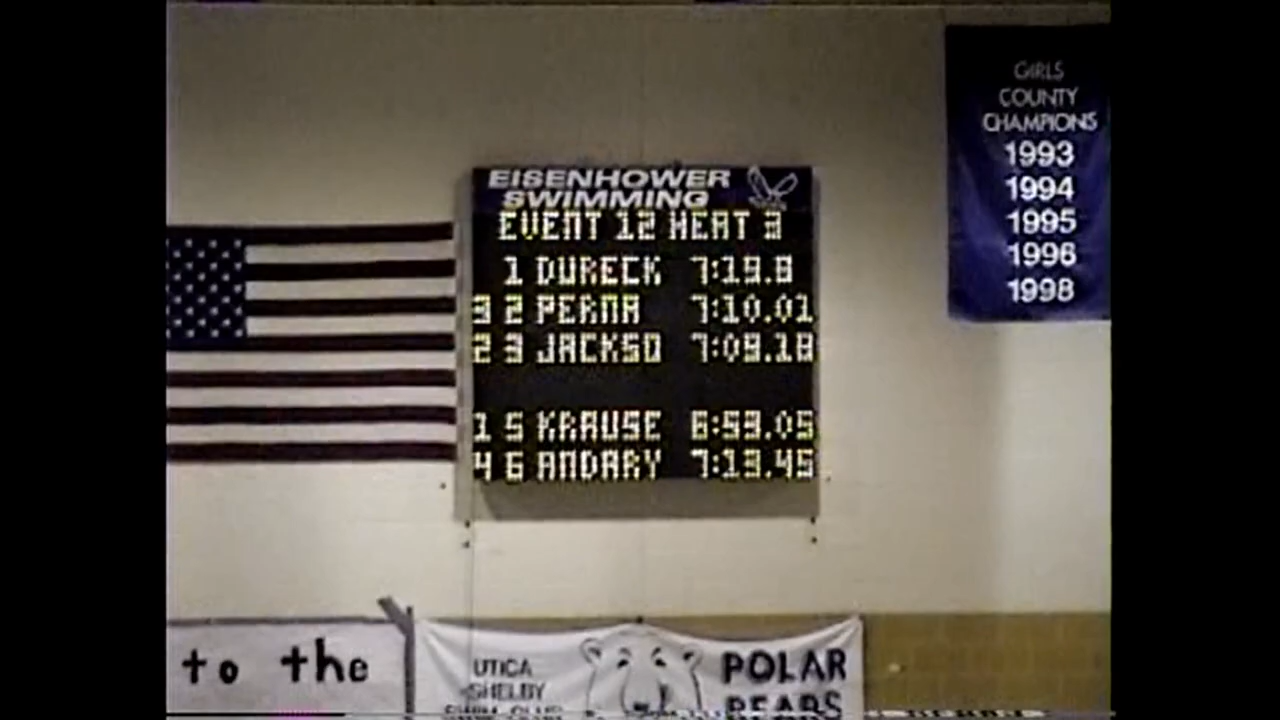 EISENHOWER
SWIMMING
EVENT 12 HEAT 3
1 DURECK 7:19.8
3 2 PERNA 7:10.01
2 3 JACKSO 7:09.18
1 5 KRAUSE 6:59.05
4 6 ANDARY 7:13.45
GIRLS
COUNTY
CHAMPIONS
1993
1994
1995
1996
1998
to the
UTICA
SHELBY
SWIM CLUB
POLAR
BEARS